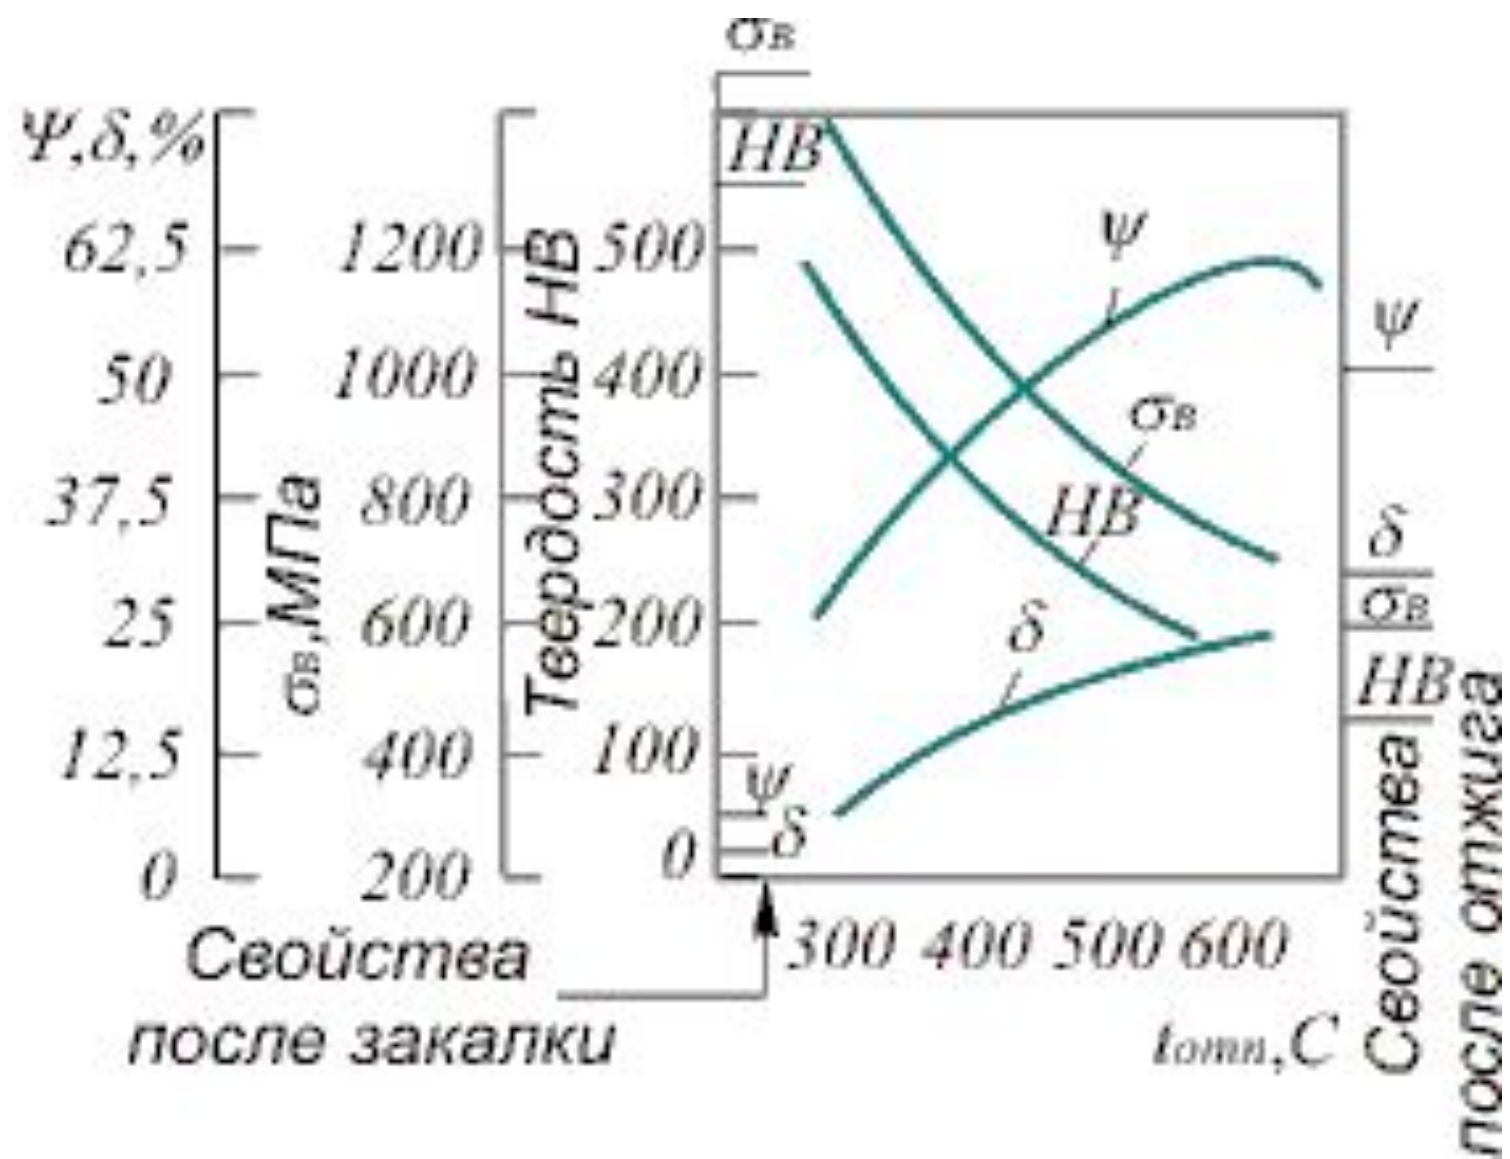 σв
Ψ,δ,%
HB
62,5
1200
500
ψ
ψ
50
1000
400
σв
37,5
800
300
HB
δ
σв,МПа
Твердость HB
25
600
200
δ
σв
HB
12,5
400
100
ψ
δ
0
200
0
Свойства
после закалки
300 400 500 600
tотп,С
Свойства
после отжига